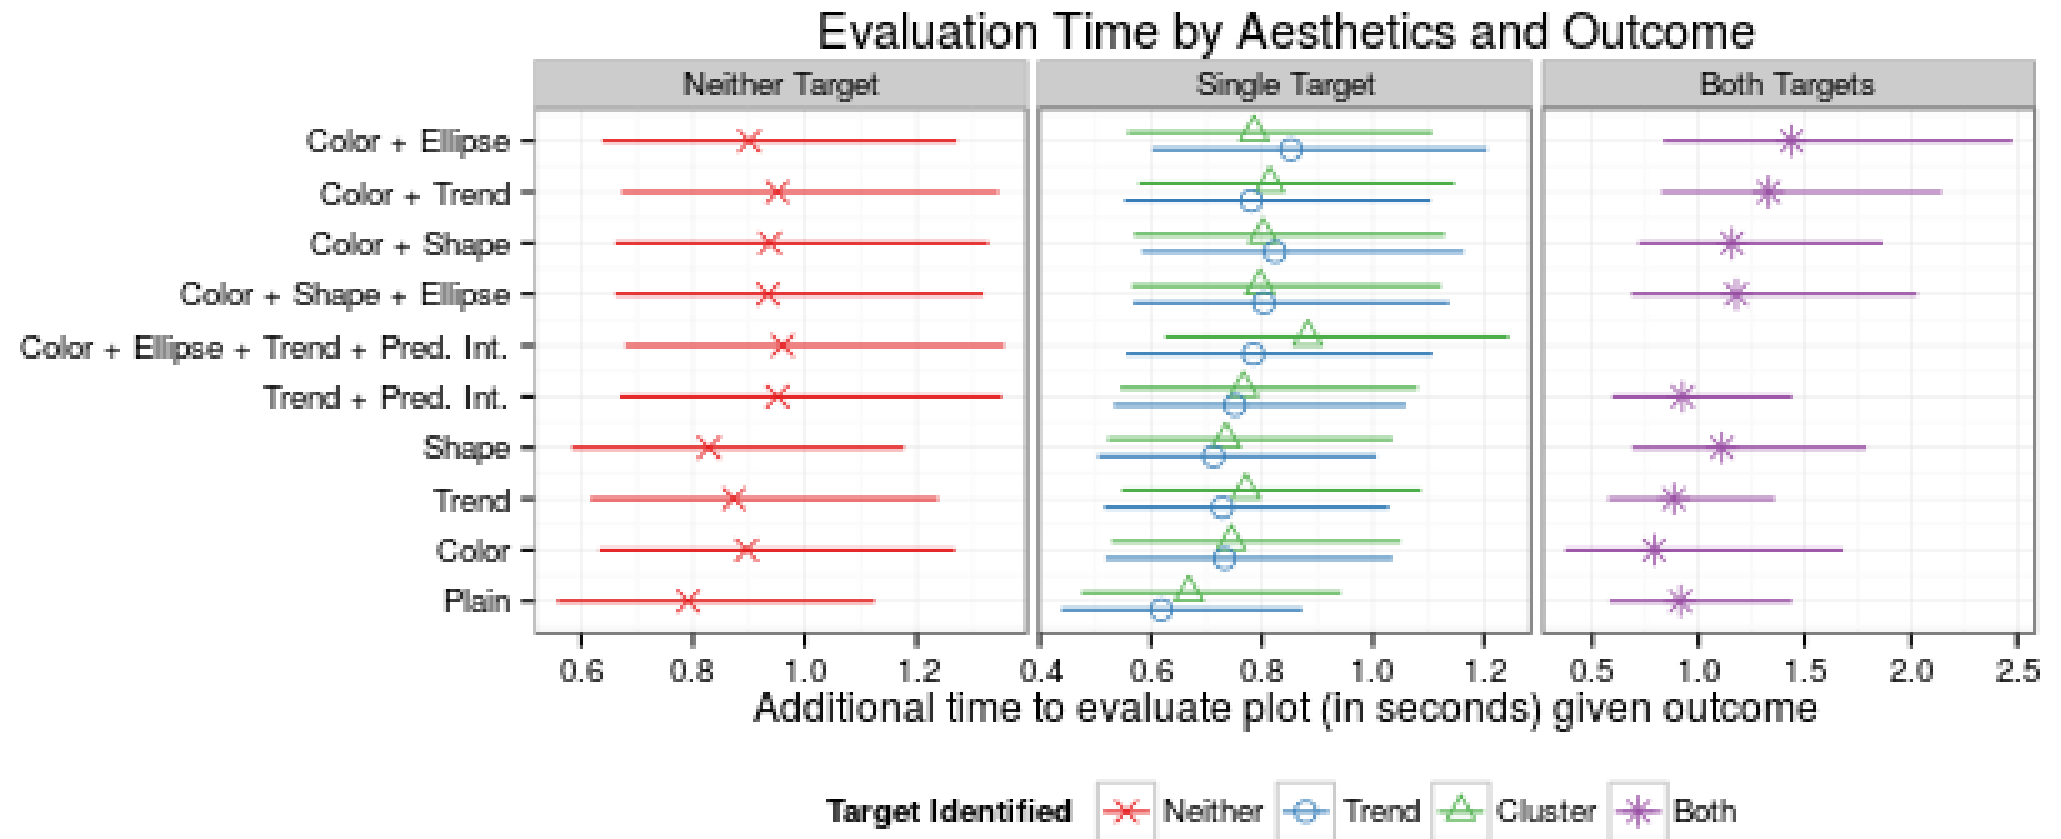 Evaluation Time by Aesthetics and Outcome
Neither Target Single Target Both Targets
Color + Ellipse
Color + Trend
Color + Shape
Color + Shape + Ellipse
Color + Ellipse + Trend + Pred. Int.
Trend + Pred. Int.
Shape
Trend
Color
Plain
0.6 0.8 1.0 1.2 0.4 0.6 0.8 1.0 1.2 0.5 1.0 1.5 2.0 2.5
Additional time to evaluate plot (in seconds) given outcome
Target Identified Neither Trend Cluster Both